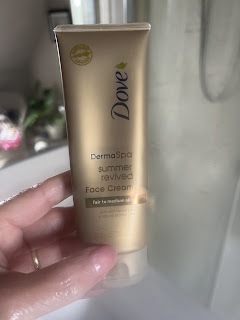 Dove
DermaSpa
summer
revived
Face Cream
fair to medium